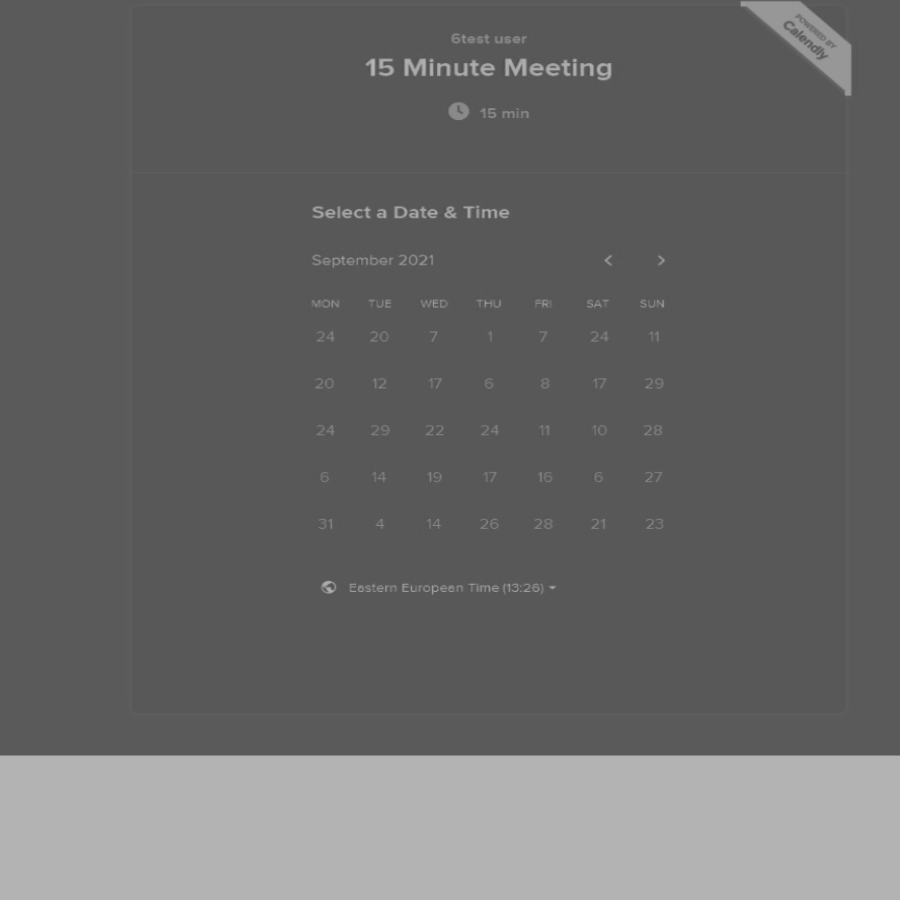 6test user
POWERED BY
Calendly
15 Minute Meeting
15 min
Select a Date & Time
September 2021
MON TUE WED THU FRI SAT SUN
24 20 7 1 7 24 11
20 12 17 6 8 17 29
24 29 22 24 11 10 28
6 14 19 17 16 6 27
31 4 14 26 28 21 23
Eastern European Time (13:26)